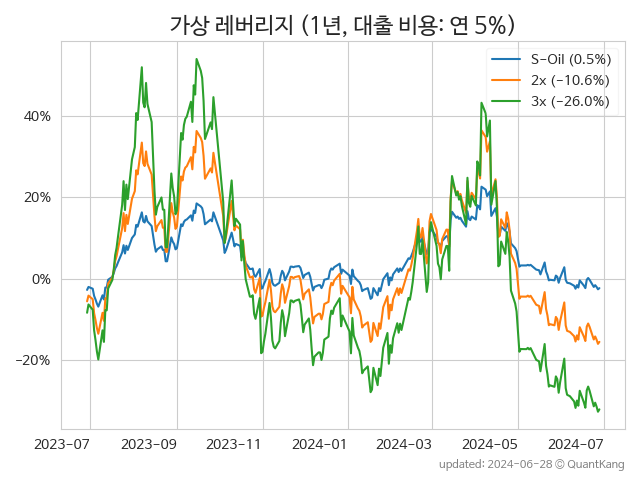 가상 레버리지 (1년, 대출 비용: 연 5%)
S-Oil (0.5%)
2x (−10.6%)
3x (−26.0%)
40%
20%
0%
−20%
2023-07 2023-09 2023-11 2024-01 2024-03 2024-05 2024-07
updated: 2024-06-28 © QuantKang